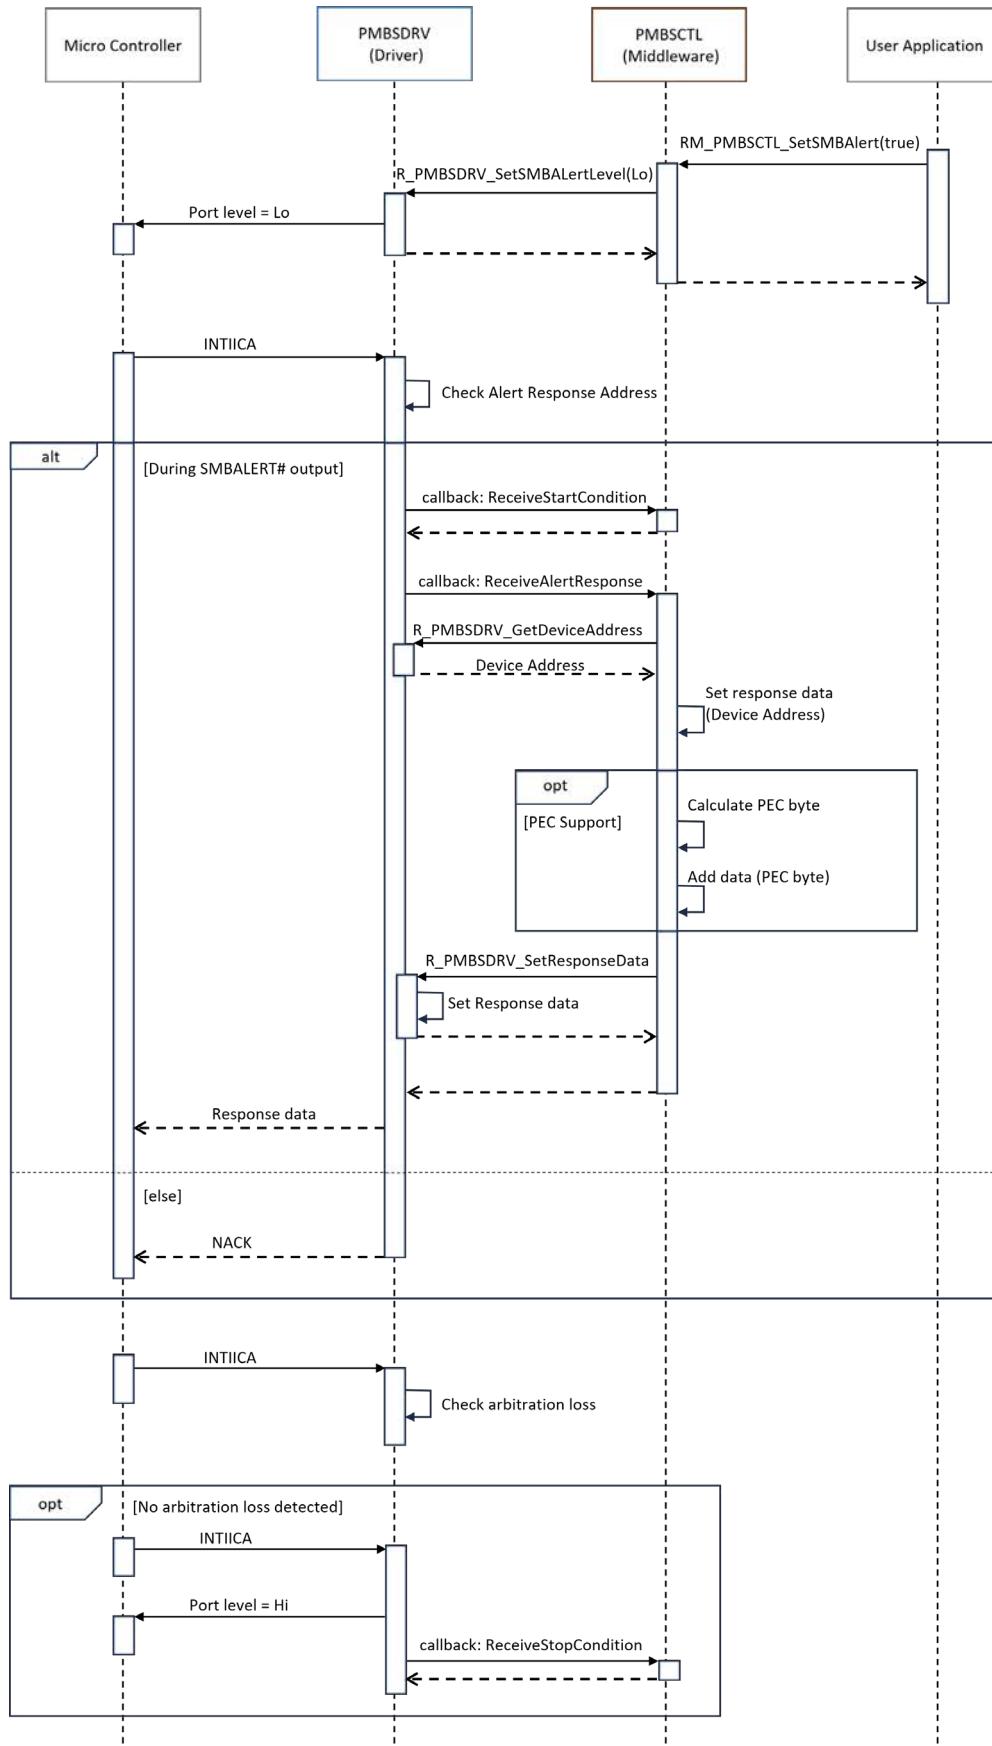 Micro Controller
PMBSDRV
(Driver)
PMBSCTL
(Middleware)
User Application
RM_PMBSCTL_SetSMBAlert(true)
R_PMBSDRV_SetSMBALertLevel(Lo)
Port level = Lo
INTIICA
Check Alert Response Address
alt
[During SMBALERT# output]
callback: ReceiveStartCondition
callback: ReceiveAlertResponse
R_PMBSDRV_GetDeviceAddress
Device Address
Set response data
(Device Address)
opt
[PEC Support]
Calculate PEC byte
Add data (PEC byte)
R_PMBSDRV_SetResponseData
Set Response data
Response data
[else]
NACK
INTIICA
Check arbitration loss
opt
[No arbitration loss detected]
INTIICA
Port level = Hi
callback: ReceiveStopCondition